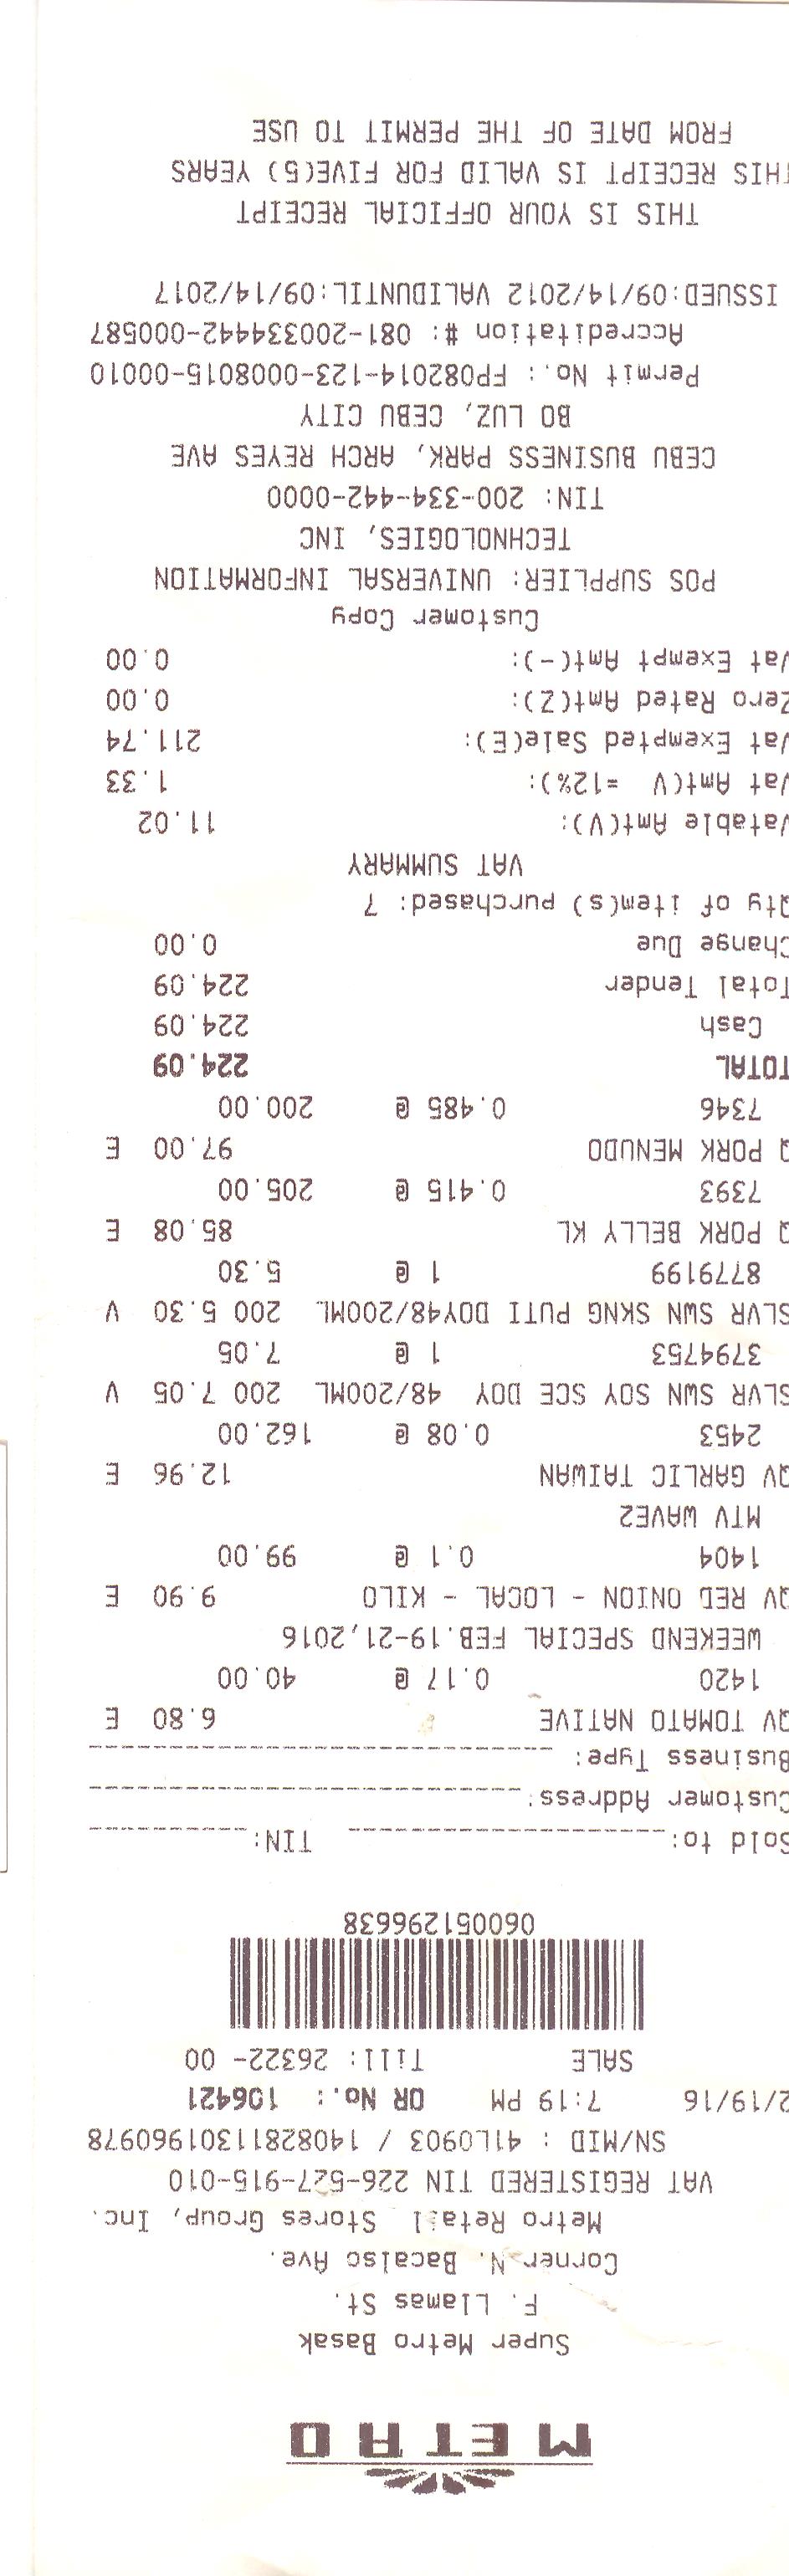 METRO
Super Metro Basak
F. Llamas St.
Corner N. Bacalso Ave.
Metro Retail Stores Group, Inc.
VAT REGISTERED TIN 226-527-915-010
SN/MID : 41L0903 / 14082811301960978
2/19/16 7:19 PM OR No.: 106421
SALE Till: 26322- 00
060051296638
Sold to:____________________ TIN:__________
Customer Address:___________________________
Business Type: _____________________________
QV TOMATO NATIVE 6.80 E
1420 0.17 @ 40.00
WEEKEND SPECIAL FEB.19-21,2016
QV RED ONION - LOCAL - KILO 9.90 E
1404 0.1 @ 99.00
MTV WAVE2
QV GARLIC TAIWAN 12.96 E
2453 0.08 @ 162.00
SLVR SWN SOY SCE DOY 48/200ML 200 7.05 V
3794753 1 @ 7.05
SLVR SWN SKNG PUTI DOY48/200ML 200 5.30 V
8779199 1 @ 5.30
Q PORK BELLY KL 85.08 E
7393 0.415 @ 205.00
Q PORK MENUDO 97.00 E
7346 0.485 @ 200.00
TOTAL 224.09
Cash 224.09
Total Tender 224.09
Change Due 0.00
Qty of item(s) purchased: 7
VAT SUMMARY
Vatable Amt(V): 11.02
Vat Amt(V =12%): 1.33
Vat Exempted Sale(E): 211.74
Zero Rated Amt(Z): 0.00
Vat Exempt Amt(-): 0.00
Customer Copy
POS SUPPLIER: UNIVERSAL INFORMATION
TECHNOLOGIES, INC
TIN: 200-334-442-0000
CEBU BUSINESS PARK, ARCH REYES AVE
BO LUZ, CEBU CITY
Permit No.: FP082014-123-0008015-00010
Accreditation #: 081-200334442-000587
ISSUED:09/14/2012 VALIDUNTIL:09/14/2017
THIS IS YOUR OFFICIAL RECEIPT
THIS RECEIPT IS VALID FOR FIVE(5) YEARS
FROM DATE OF THE PERMIT TO USE